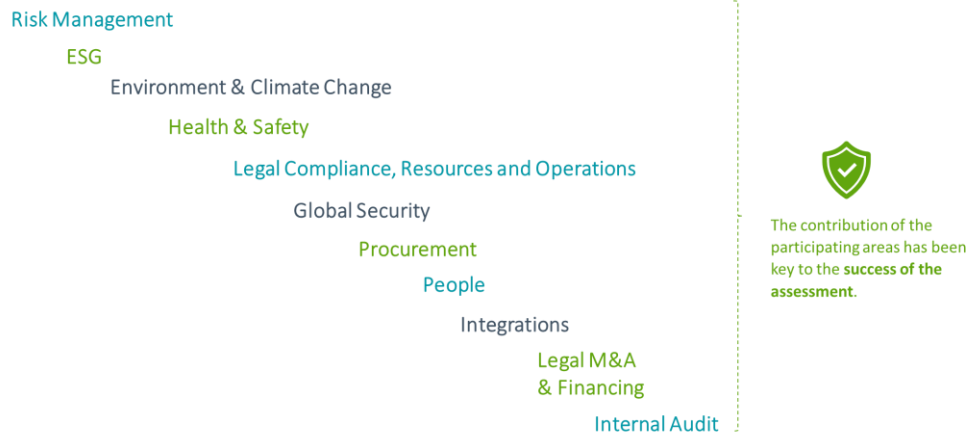 Risk Management
ESG
Environment & Climate Change
Health & Safety
Legal Compliance, Resources and Operations
Global Security
Procurement
People
Integrations
Legal M&A
& Financing
Internal Audit
The contribution of the
participating areas has been
key to the success of the
assessment.